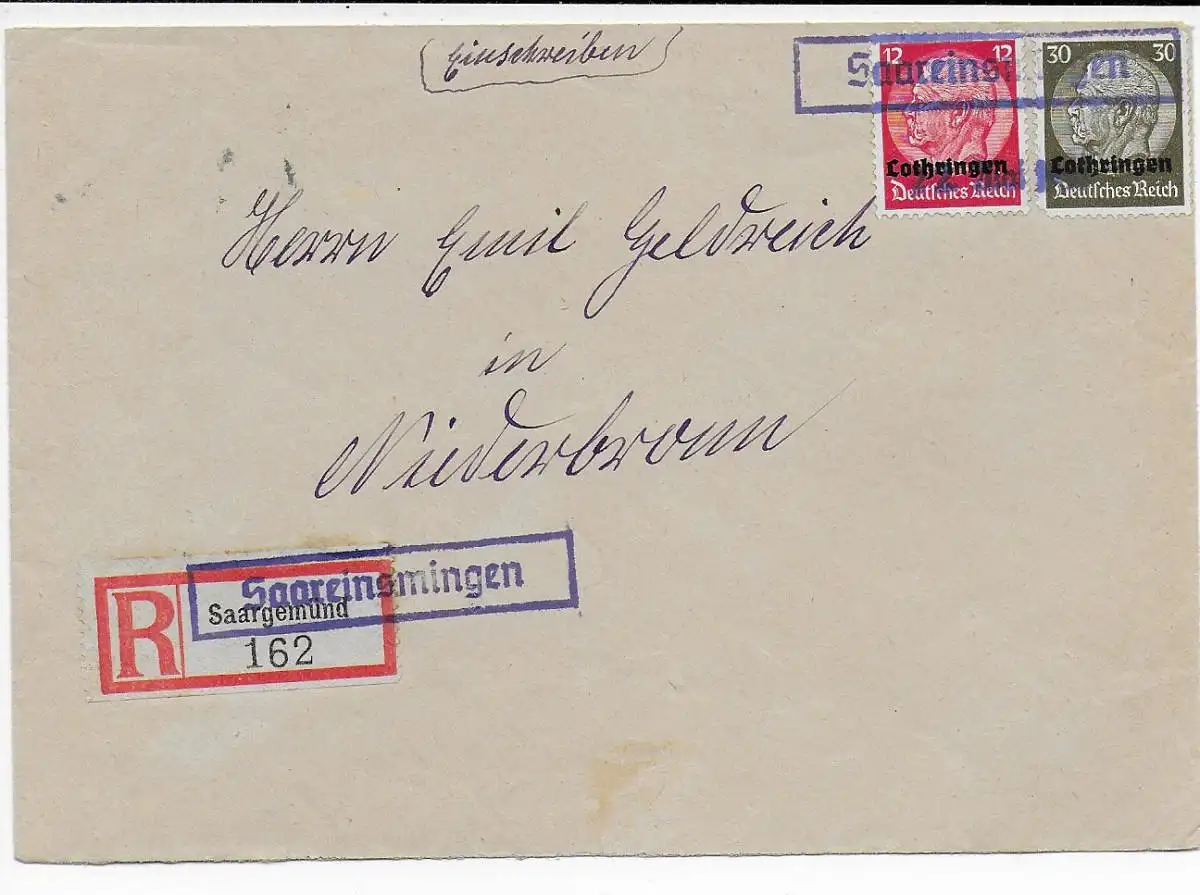 Einschreiben
Saareinsmingen
12 12
30 30
Lothringen
Deutsches Reich
Lothringen
Deutsches Reich
Herrn Emil Geldreich
in
Niederbronn
Saareinsmingen
R
Saargemünd
162